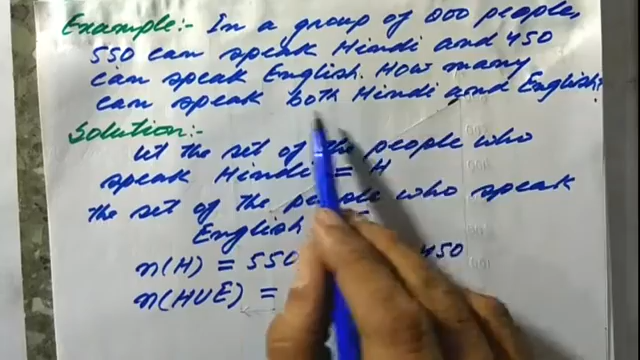 Example:- In a group of 800 people,
550 can speak Hindi and 450
can speak English. How many
can speak both Hindi and English?
Solution:-
Let the set of the people who
speak Hindi = H
the set of the people who speak
English
n(H) = 550 450
n(HUE) =